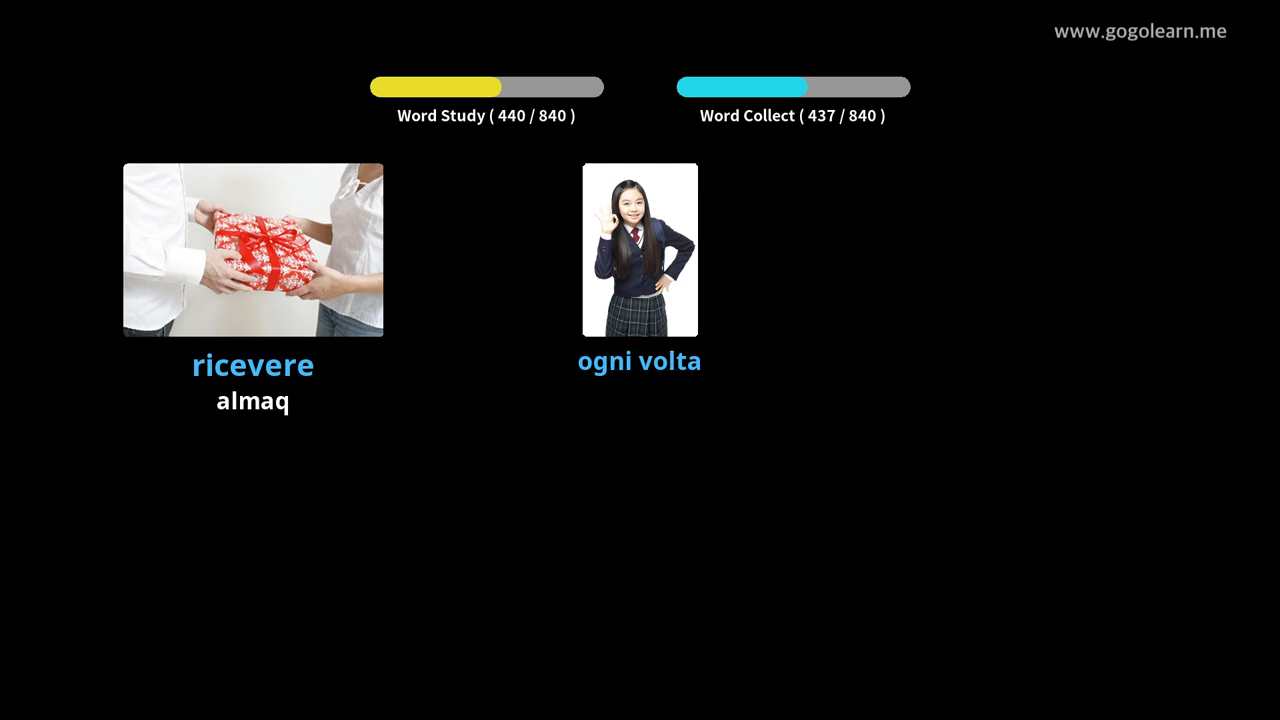 www.gogolearn.me
Word Study ( 440 / 840 )
Word Collect ( 437 / 840 )
ricevere
almaq
ogni volta